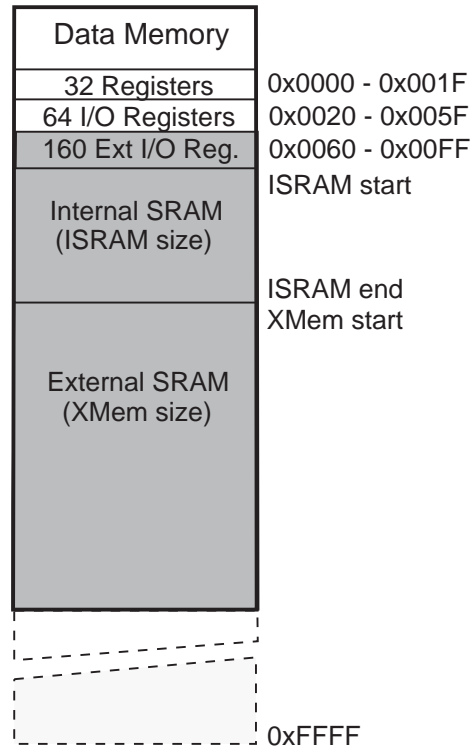 Data Memory
32 Registers 0x0000 - 0x001F
64 I/O Registers 0x0020 - 0x005F
160 Ext I/O Reg. 0x0060 - 0x00FF
ISRAM start
Internal SRAM
(ISRAM size)
ISRAM end
XMem start
External SRAM
(XMem size)
0xFFFF